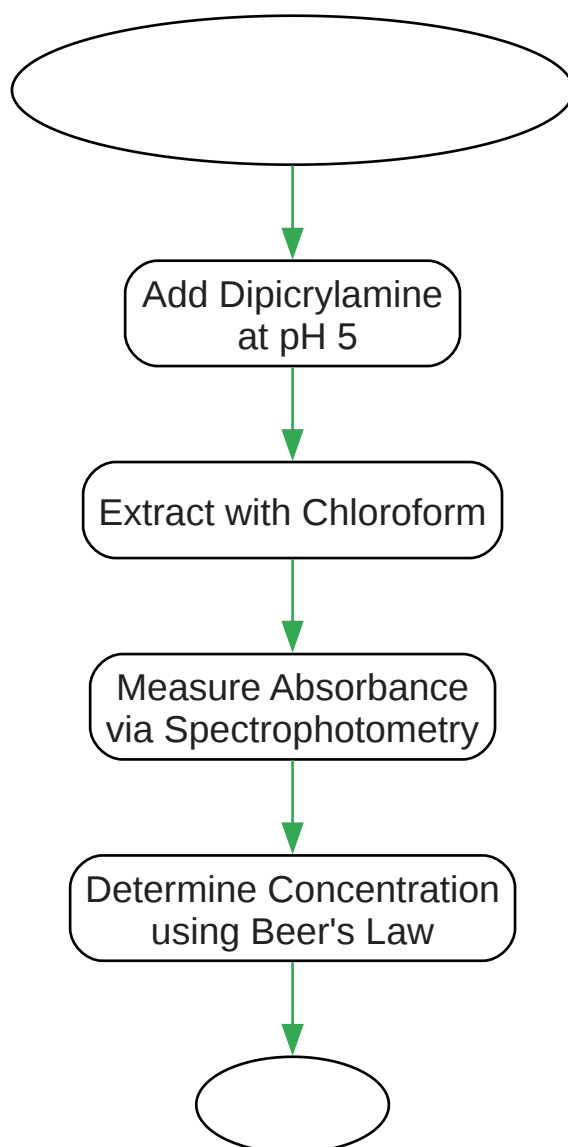 Add Dipicrylamine
at pH 5
Extract with Chloroform
Measure Absorbance
via Spectrophotometry
Determine Concentration
using Beer's Law